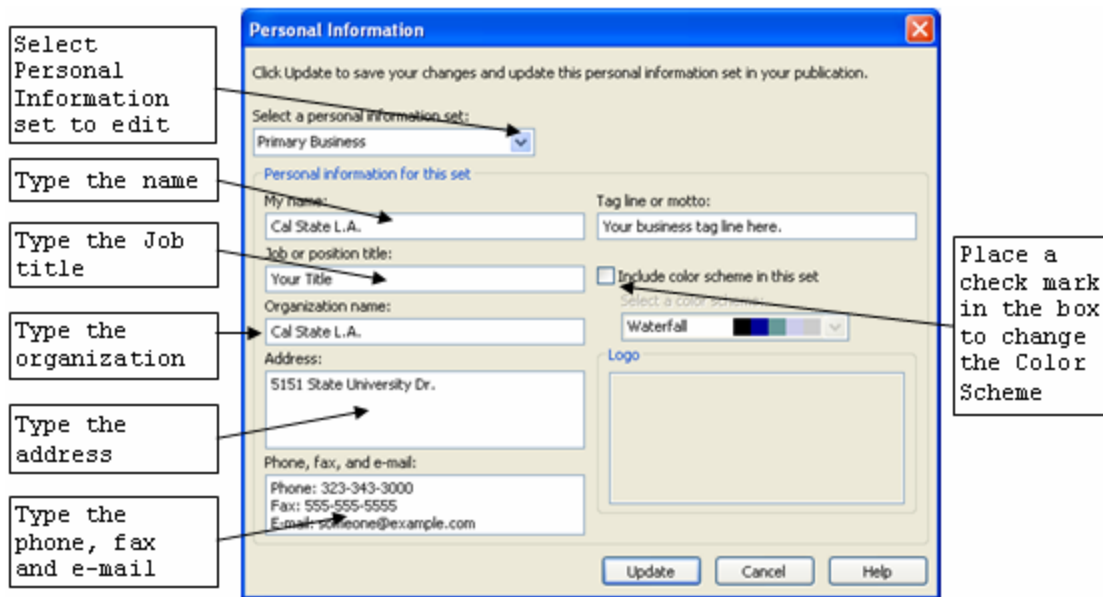 Select
Personal
Information
set to edit
Type the name
Type the Job
title
Type the
organization
Type the
address
Type the
phone, fax
and e-mail
Personal Information
Click Update to save your changes and update this personal information set in your publication.
Select a personal information set:
Primary Business
Personal information for this set
My name:
Cal State L.A.
Job or position title:
Your Title
Organization name:
Cal State L.A.
Address:
5151 State University Dr.
Phone, fax, and e-mail:
Phone: 323-343-3000
Fax: 555-555-5555
E-mail: someone@example.com
Tag line or motto:
Your business tag line here.
Include color scheme in this set
Select a color scheme:
Waterfall
Logo
Update
Cancel
Help
Place a
check mark
in the box
to change
the Color
Scheme